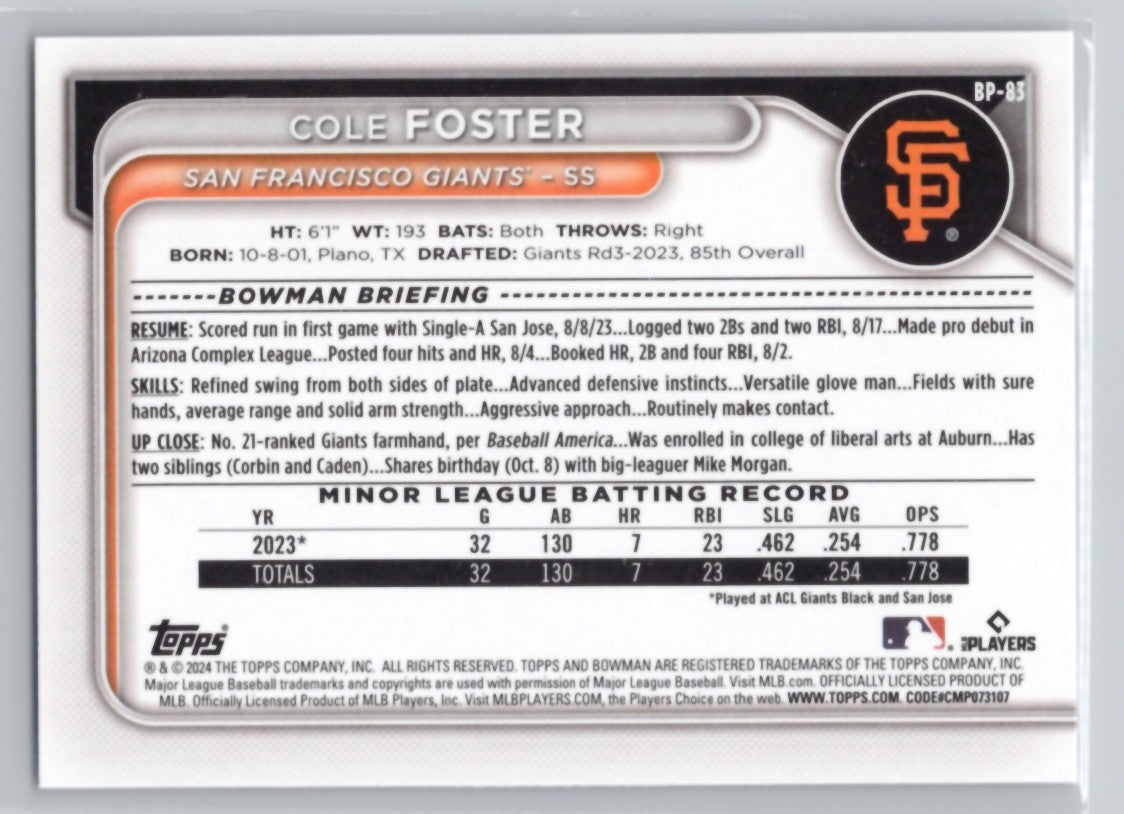 BP-83
COLE FOSTER
SAN FRANCISCO GIANTS™ – SS
SF ®
HT: 6'1" WT: 193 BATS: Both THROWS: Right
BORN: 10-8-01, Plano, TX DRAFTED: Giants Rd3-2023, 85th Overall
BOWMAN BRIEFING
RESUME: Scored run in first game with Single-A San Jose, 8/8/23...Logged two 2Bs and two RBI, 8/17...Made pro debut in
Arizona Complex League...Posted four hits and HR, 8/4...Booked HR, 2B and four RBI, 8/2.
SKILLS: Refined swing from both sides of plate...Advanced defensive instincts...Versatile glove man...Fields with sure
hands, average range and solid arm strength...Aggressive approach...Routinely makes contact.
UP CLOSE: No. 21-ranked Giants farmhand, per Baseball America...Was enrolled in college of liberal arts at Auburn...Has
two siblings (Corbin and Caden)...Shares birthday (Oct. 8) with big-leaguer Mike Morgan.
MINOR LEAGUE BATTING RECORD
YR G AB HR RBI SLG AVG OPS
2023* 32 130 7 23 .462 .254 .778
TOTALS 32 130 7 23 .462 .254 .778
*Played at ACL Giants Black and San Jose
TOPPS® MLB PLAYERS
® & © 2024 THE TOPPS COMPANY, INC. ALL RIGHTS RESERVED. TOPPS AND BOWMAN ARE REGISTERED TRADEMARKS OF THE TOPPS COMPANY, INC.
Major League Baseball trademarks and copyrights are used with permission of Major League Baseball. Visit MLB.com. OFFICIALLY LICENSED PRODUCT OF
MLB. Officially Licensed Product of MLB Players, Inc. Visit MLBPLAYERS.COM, the Players Choice on the web. WWW.TOPPS.COM. CODE#CMP073107